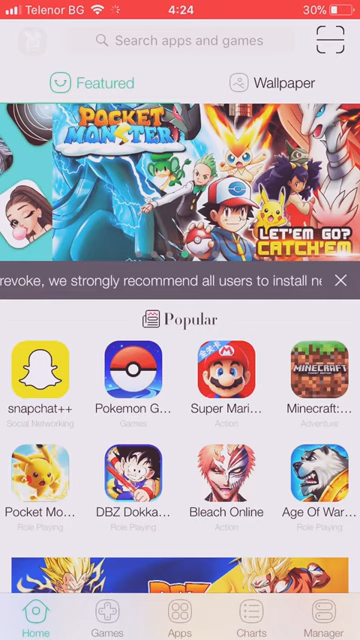 Telenor BG 4:24 30%
Search apps and games
Featured Wallpaper
POCKET
MONSTER
LET'EM GO?
CATCH'EM
revoke, we strongly recommend all users to install
Popular
snapchat++ Pokemon G... Super Mari... Minecraft:...
Social Networking Games Action Adventure
MINECRAFT
Pocket Mo... DBZ Dokka... Bleach Online Age Of War...
Role Playing Role Playing Action Role Playing
Home Games Apps Charts Manager